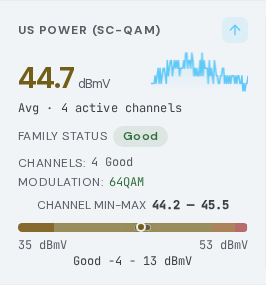 US POWER (SC-QAM)
44.7 dBmV
Avg · 4 active channels
FAMILY STATUS Good
CHANNELS: 4 Good
MODULATION: 64QAM
CHANNEL MIN–MAX 44.2 — 45.5
35 dBmV 53 dBmV
Good -4 - 13 dBmV